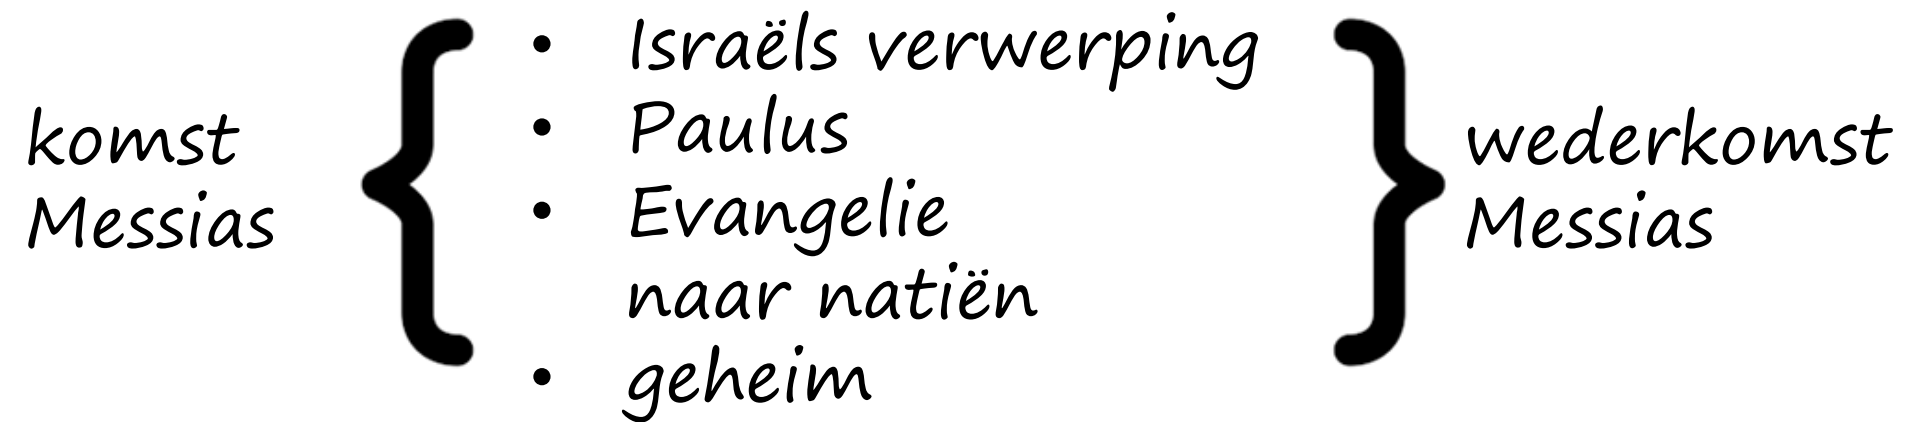 komst
Messias
• Israëls verwerping
• Paulus
• Evangelie
naar natiën
• geheim
wederkomst
Messias